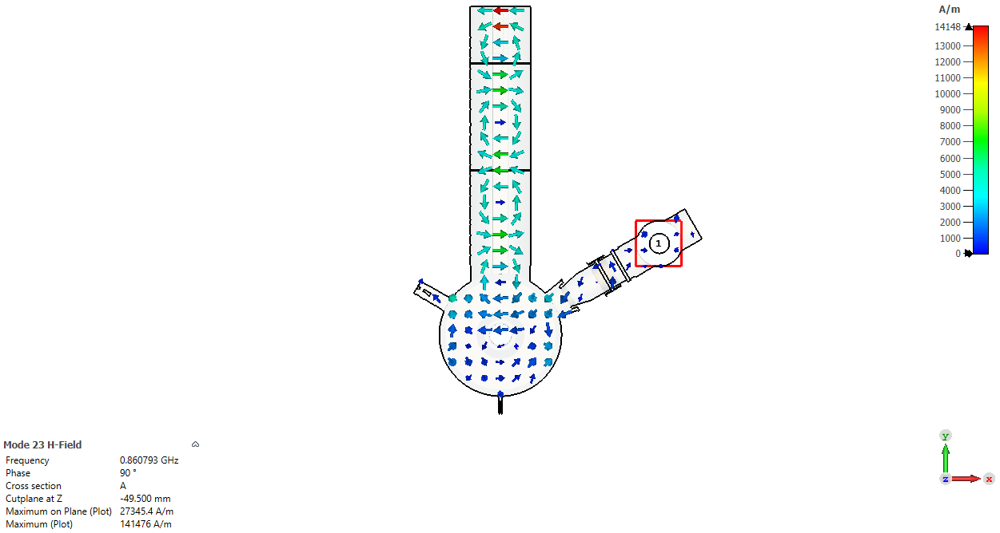 A/m
14148
13000
12000
11000
10000
9000
8000
7000
6000
5000
4000
3000
2000
1000
0
1
Mode 23 H-Field
Frequency 0.860793 GHz
Phase 90 °
Cross section A
Cutplane at Z -49.500 mm
Maximum on Plane (Plot) 27345.4 A/m
Maximum (Plot) 141476 A/m
y
z x